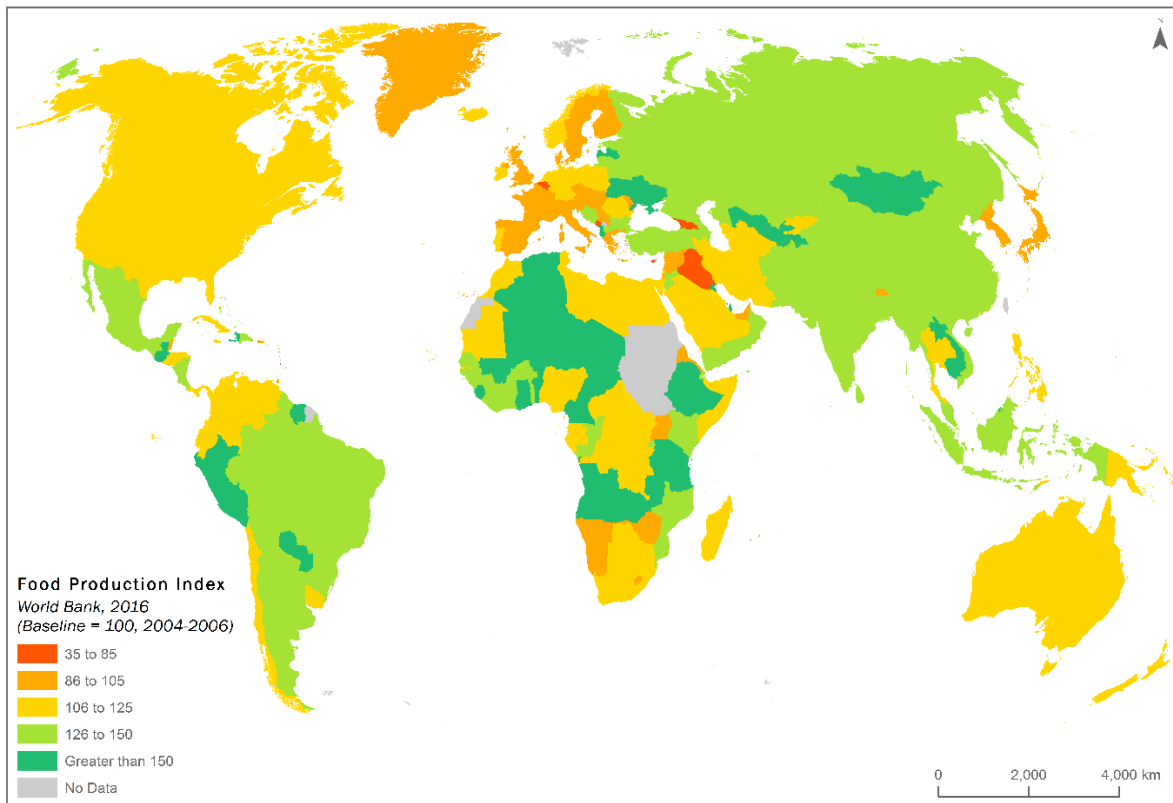 N
Food Production Index
World Bank, 2016
(Baseline = 100, 2004-2006)
35 to 85
86 to 105
106 to 125
126 to 150
Greater than 150
No Data
0 2,000 4,000 km